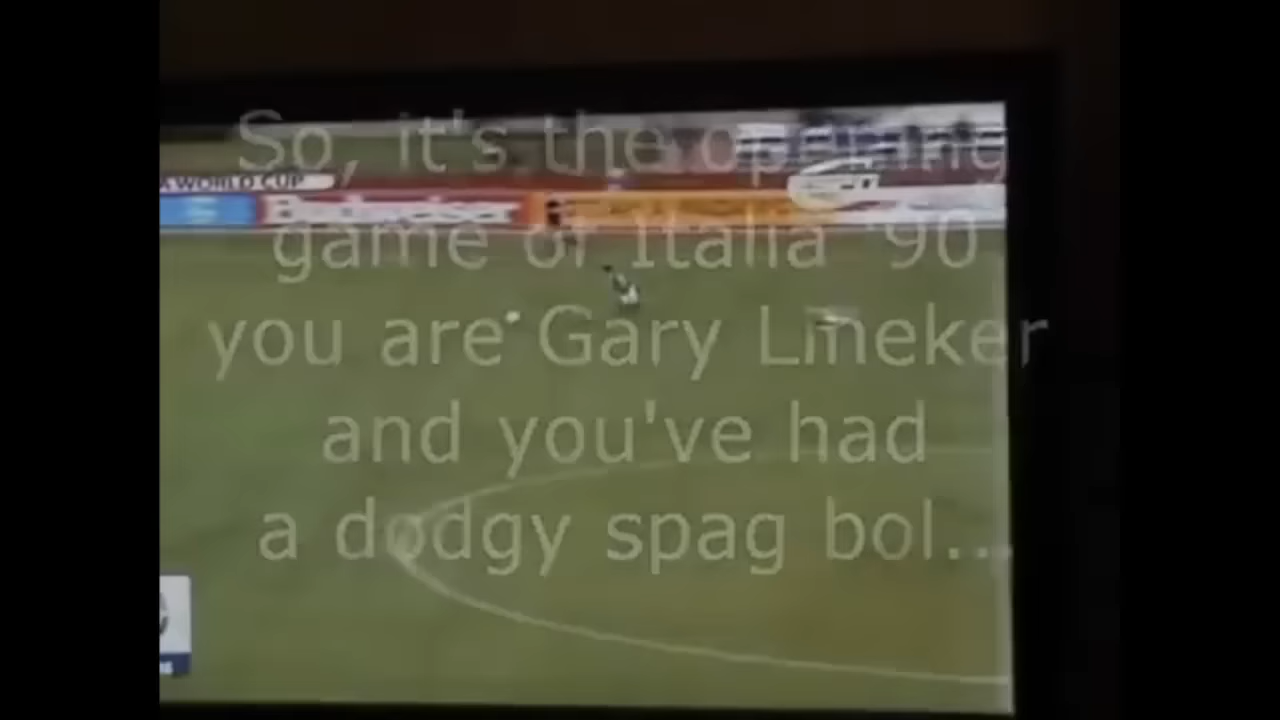 So, it's the opening
game of Italia '90
you are Gary Lineker
and you've had
a dodgy spag bol...
A WORLD CUP
Budweiser